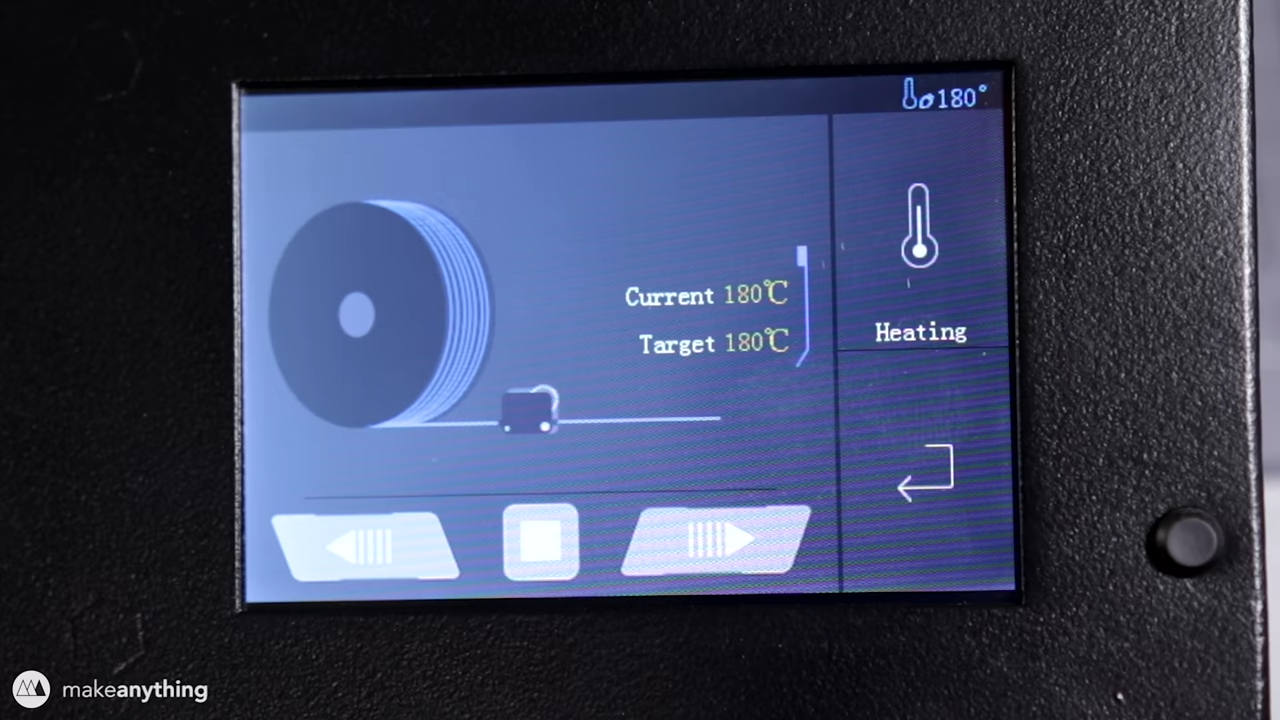 180°
Current 180℃
Target 180℃
Heating
makeanything